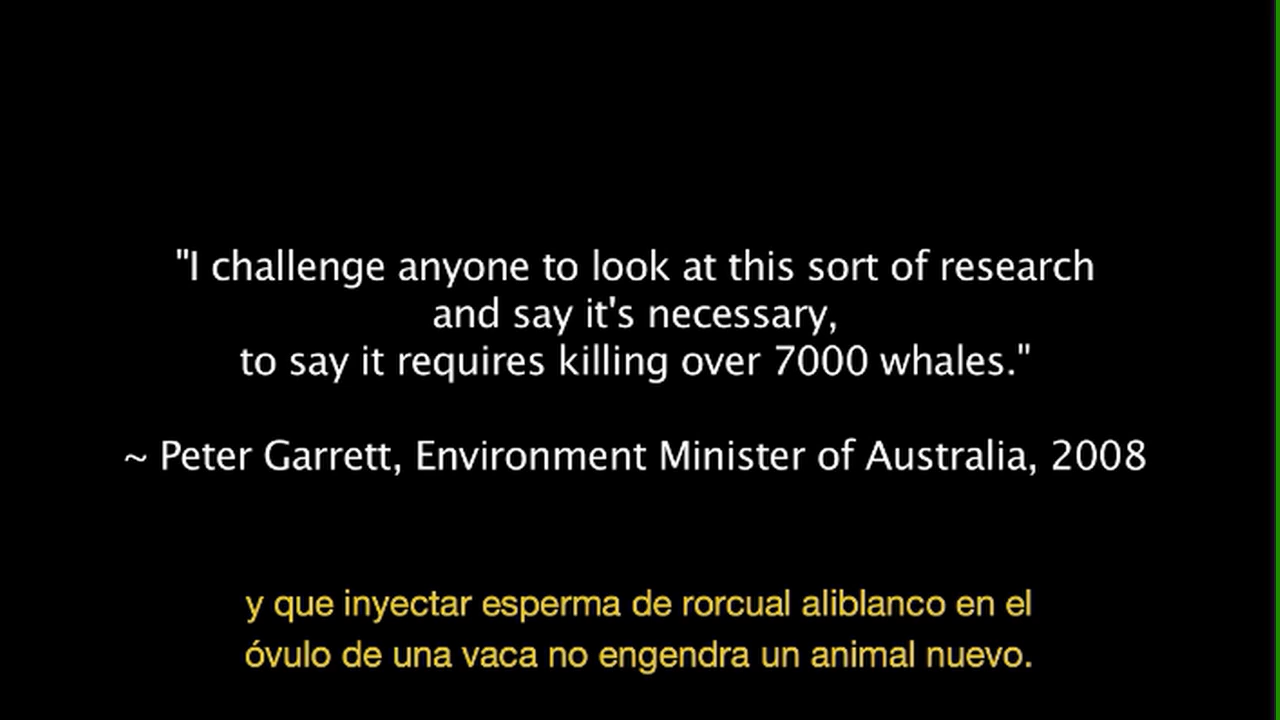 "I challenge anyone to look at this sort of research
and say it's necessary,
to say it requires killing over 7000 whales."
~ Peter Garrett, Environment Minister of Australia, 2008
y que inyectar esperma de rorcual aliblanco en el
óvulo de una vaca no engendra un animal nuevo.